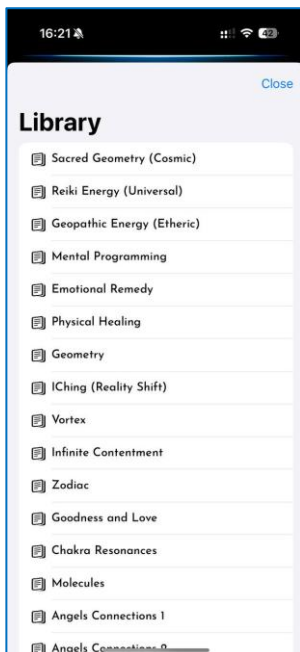 16:21
42
Close
Library
Sacred Geometry (Cosmic)
Reiki Energy (Universal)
Geopathic Energy (Etheric)
Mental Programming
Emotional Remedy
Physical Healing
Geometry
IChing (Reality Shift)
Vortex
Infinite Contentment
Zodiac
Goodness and Love
Chakra Resonances
Molecules
Angels Connections 1
Angels